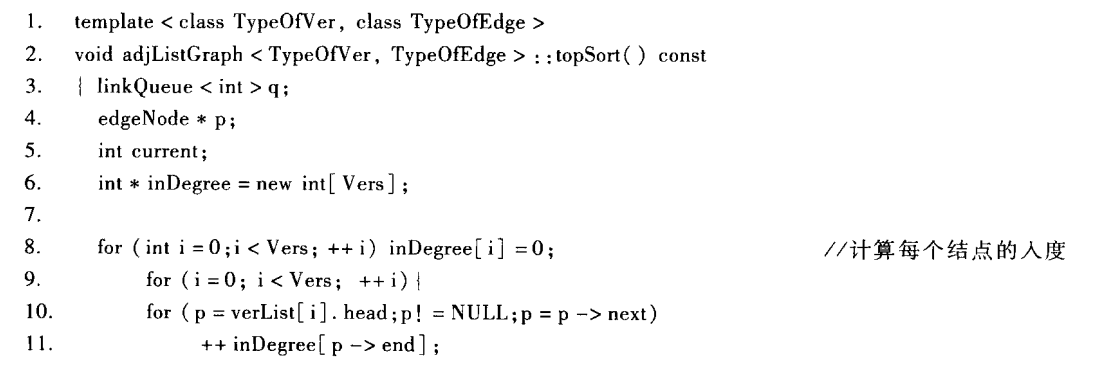 1. template < class TypeOfVer, class TypeOfEdge >
2. void adjListGraph < TypeOfVer, TypeOfEdge > ::topSort( ) const
3. { linkQueue < int > q;
4. edgeNode * p;
5. int current;
6. int * inDegree = new int[ Vers ] ;
7.
8. for ( int i = 0 ;i < Vers; ++ i) inDegree[ i ] = 0; //计算每个结点的入度
9. for ( i = 0; i < Vers; ++ i) {
10. for ( p = verList[ i ]. head ;p! = NULL;p = p -> next)
11. ++ inDegree[ p -> end ] ;